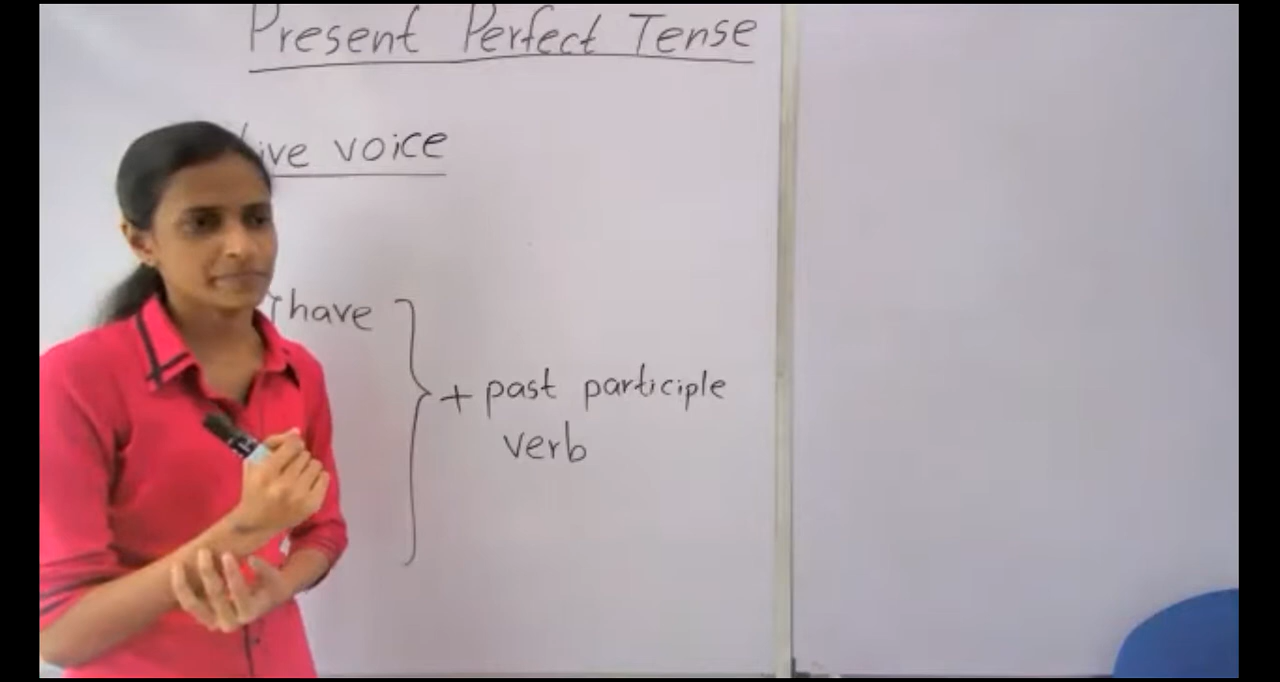 Present Perfect Tense
ive voice
have
+ past participle
verb